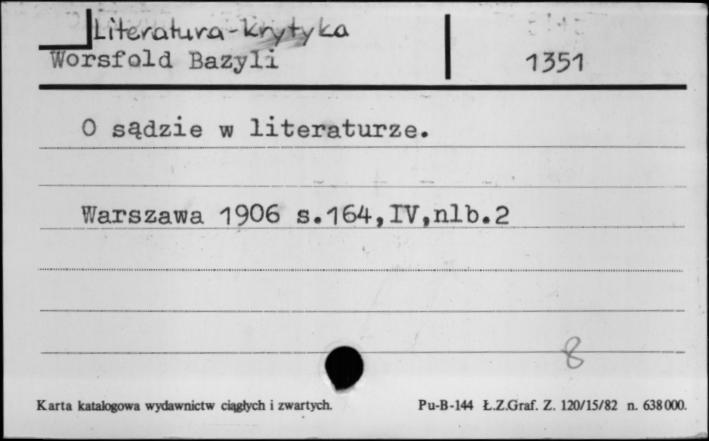 Literatura-krytyka
Worsfold Bazyli 1351
O sądzie w literaturze.
Warszawa 1906 s.164,IV,nlb.2
8
Karta katalogowa wydawnictw ciągłych i zwartych. Pu-B-144 Ł.Z.Graf. Z. 120/15/82 n. 638000.